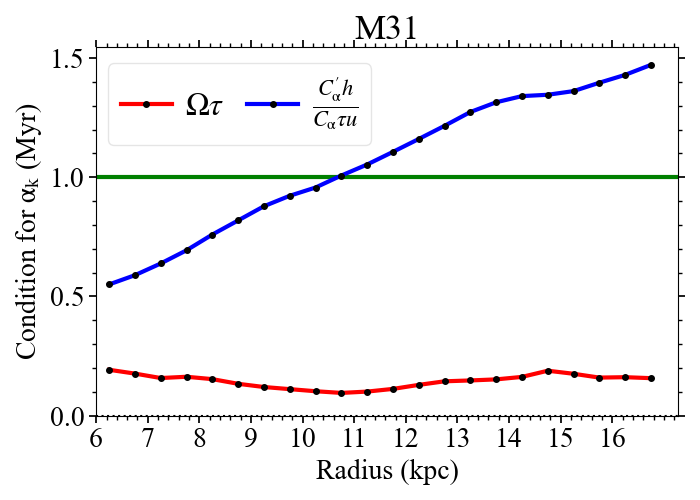 M31
Ωτ
C′αh / Cατu
Condition for αk (Myr)
1.5
1.0
0.5
0.0
6 7 8 9 10 11 12 13 14 15 16
Radius (kpc)